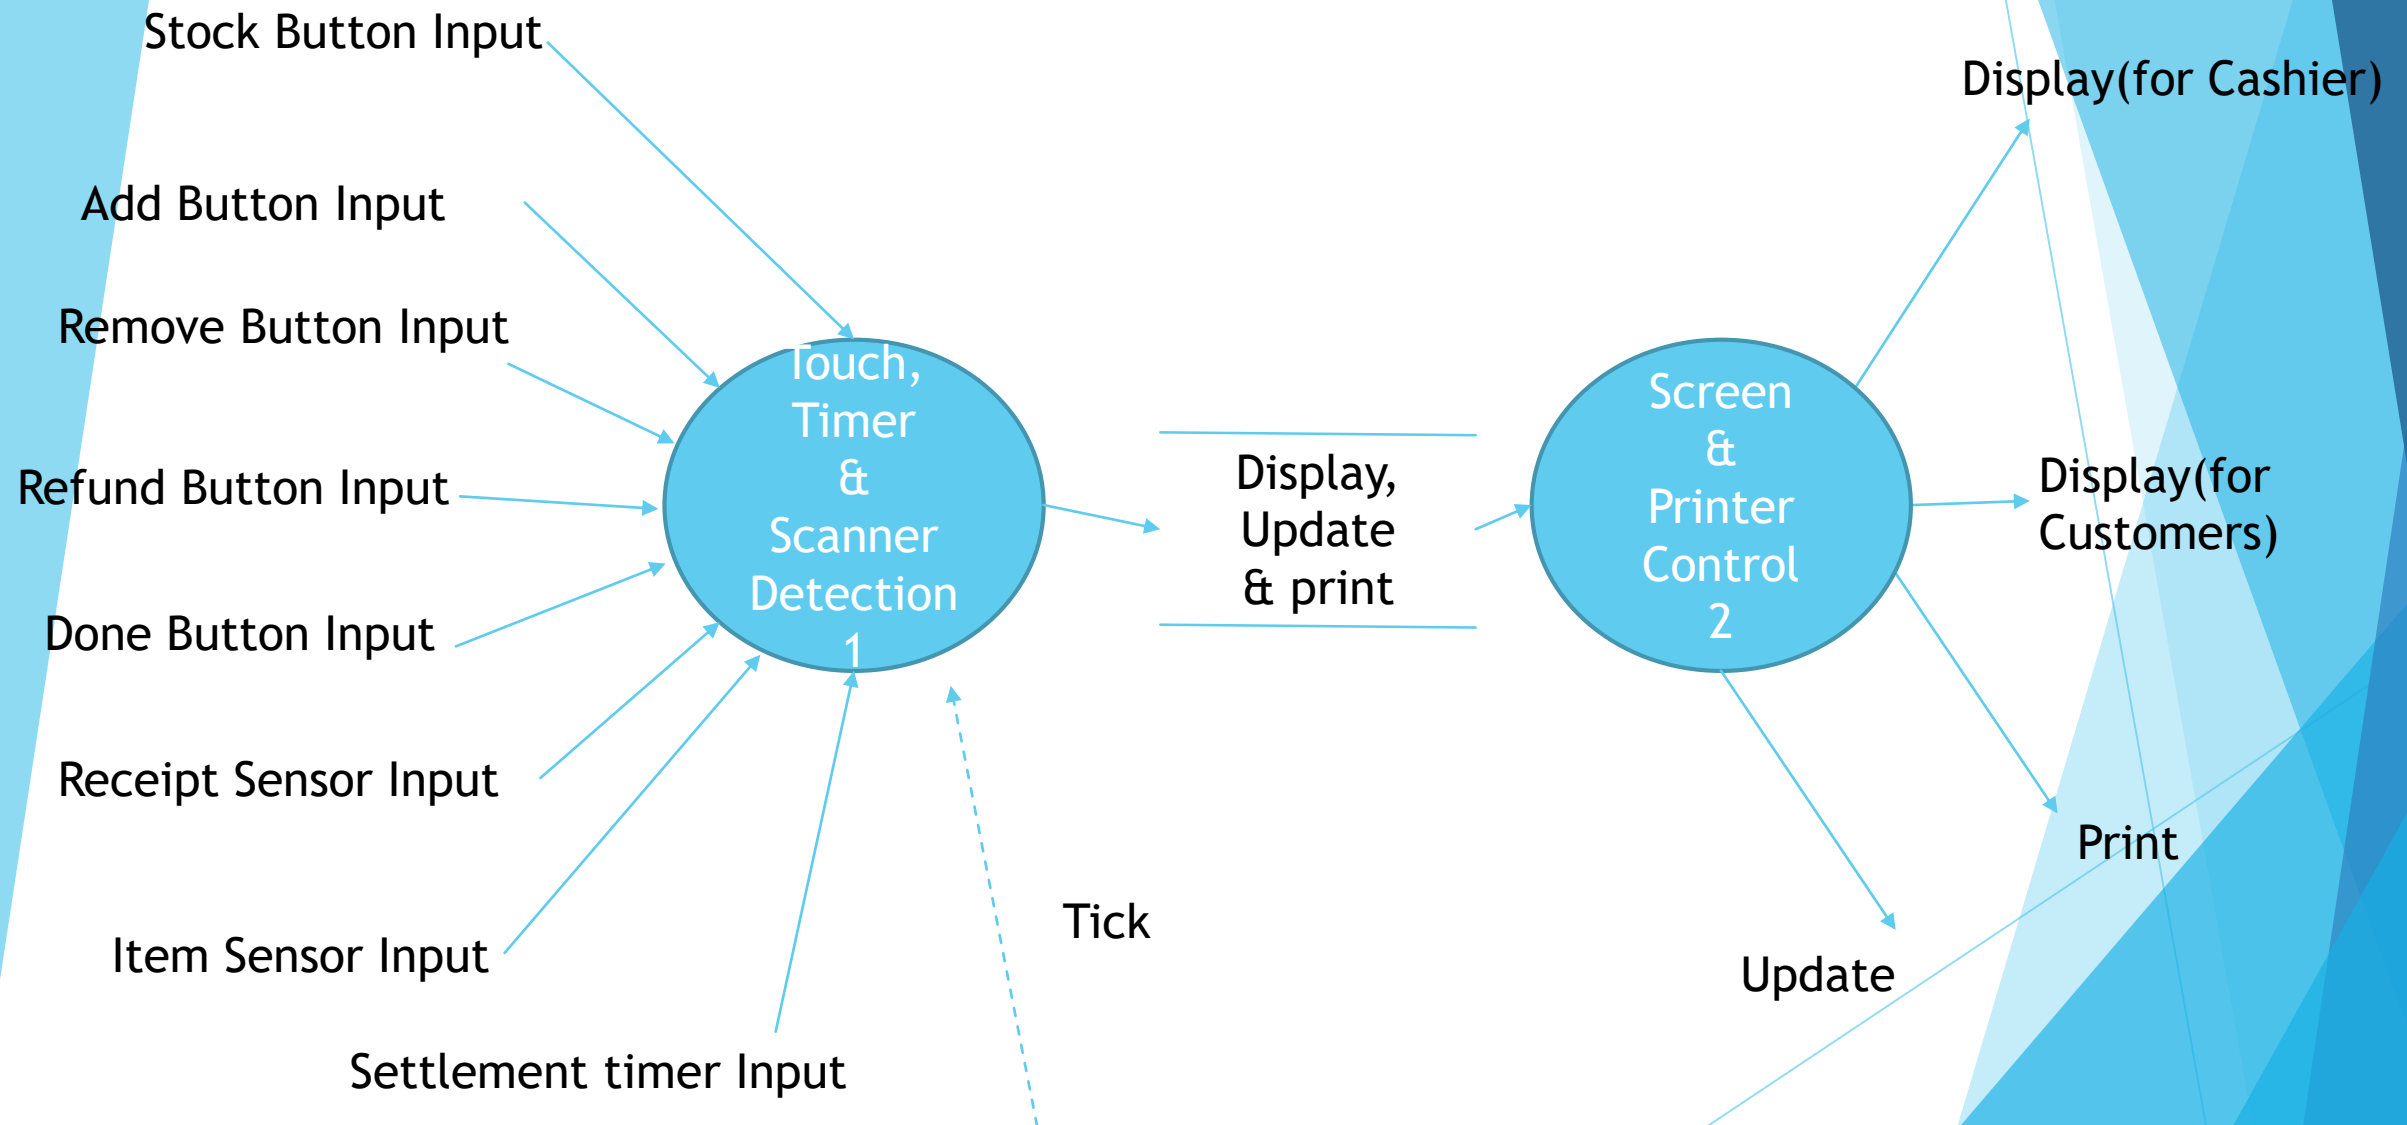 Stock Button Input
Add Button Input
Remove Button Input
Refund Button Input
Done Button Input
Receipt Sensor Input
Item Sensor Input
Settlement timer Input
Touch,
Timer
&
Scanner
Detection
1
Tick
Display,
Update
& print
Screen
&
Printer
Control
2
Display(for Cashier)
Display(for
Customers)
Print
Update